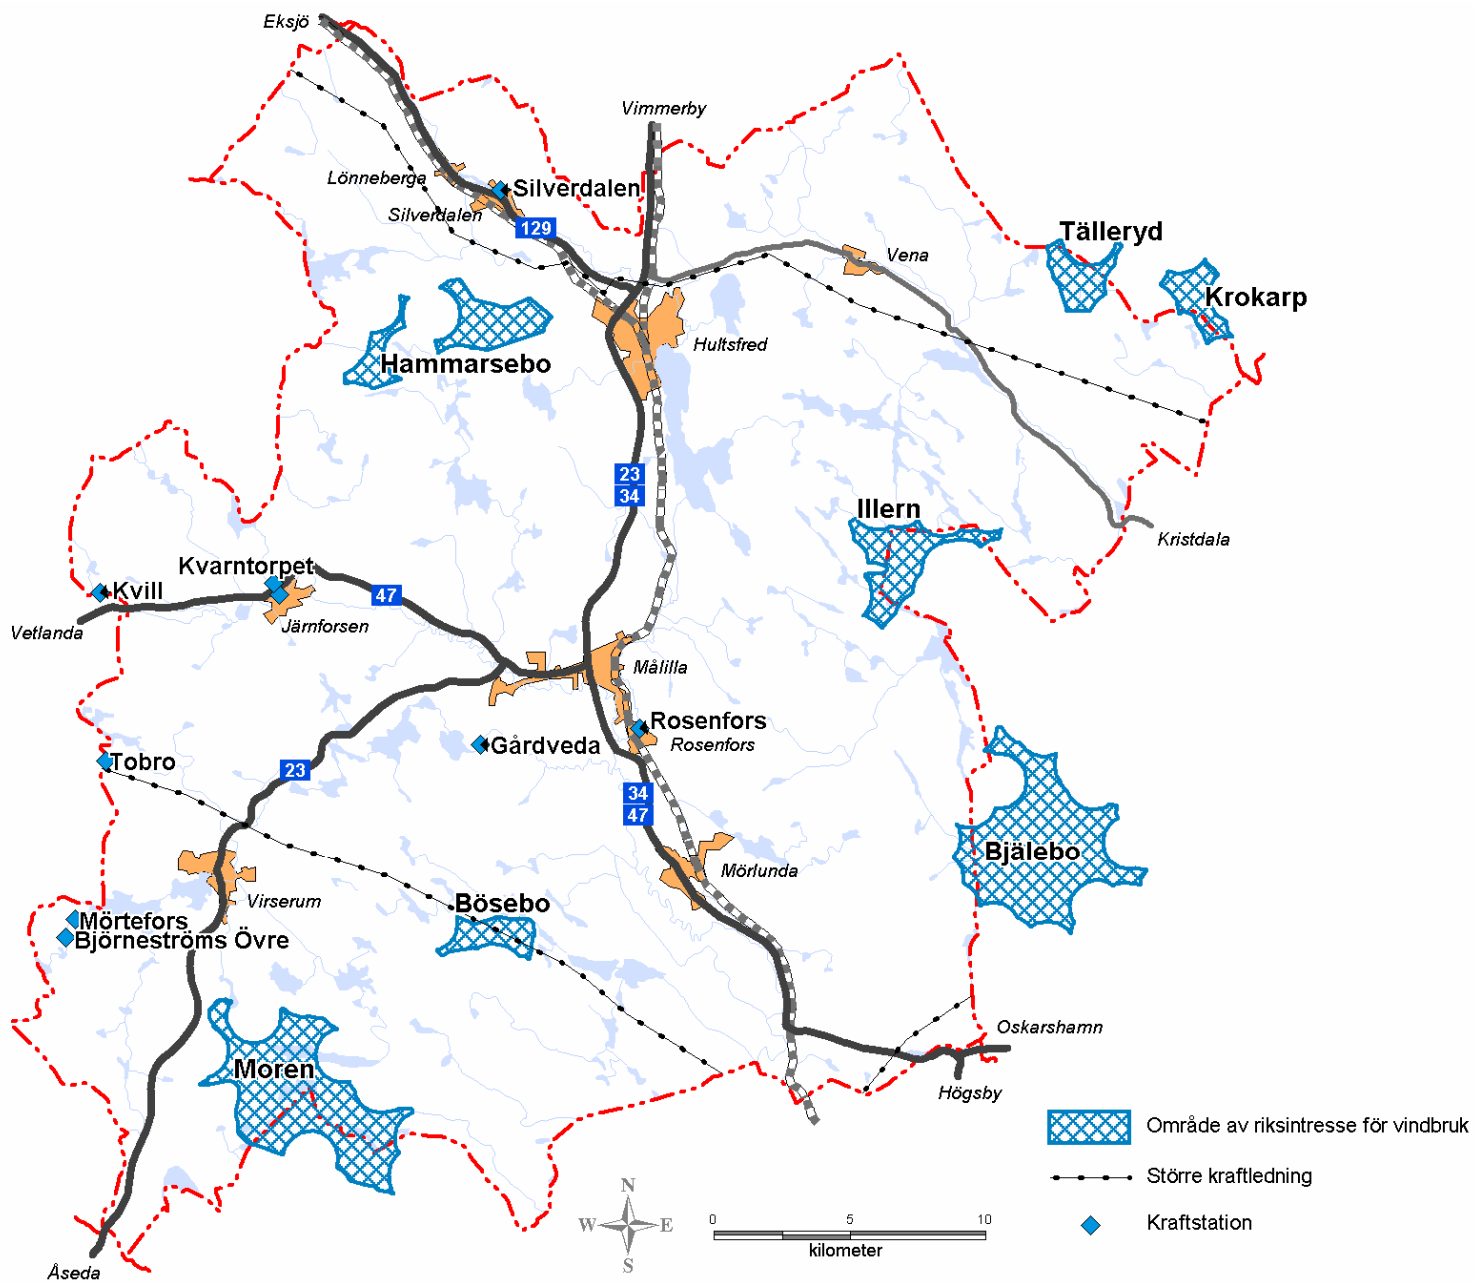 Eksjö
Vimmerby
Lönneberga
Silverdalen
Silverdalen
129
Vena
Tälleryd
Krokarp
Hultsfred
Hammarsebo
23
34
Illern
Kristdala
Kvarntorpet
Kvill
47
Vetlanda
Järnforsen
Målilla
Rosenfors
Rosenfors
Gårdveda
Tobro
23
34
47
Bjälebo
Mörlunda
Virserum
Bösebo
Mörtefors
Björneströms Övre
Oskarshamn
Moren
Högsby
Område av riksintresse för vindbruk
Större kraftledning
Kraftstation
N
W E
S
0 5 10
kilometer
Åseda